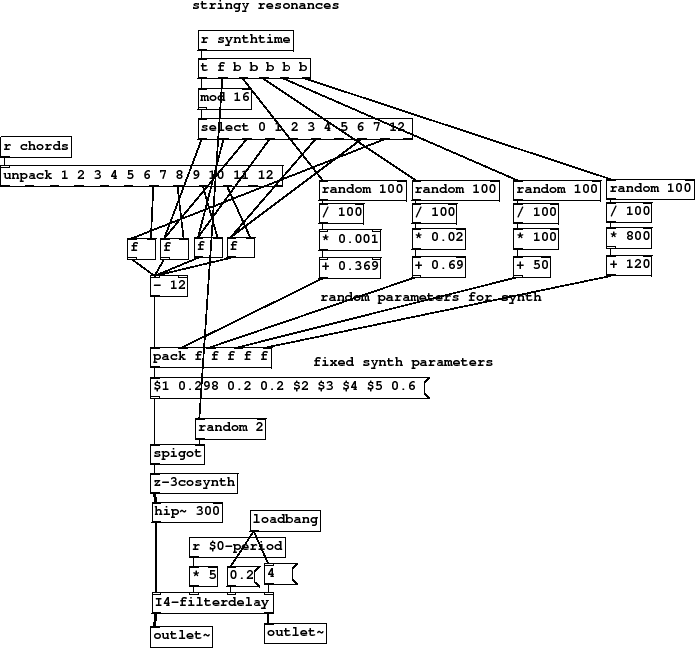 stringy resonances
r synthtime
t f b b b b b
mod 16
select 0 1 2 3 4 5 6 7 12
r chords
unpack 1 2 3 4 5 6 7 8 9 10 11 12
random 100 random 100 random 100 random 100
/ 100 / 100 / 100 / 100
* 0.001 * 0.02 * 100 * 800
f f f f
+ 0.369 + 0.69 + 50 + 120
- 12
random parameters for synth
pack f f f f f
fixed synth parameters
$1 0.298 0.2 0.2 $2 $3 $4 $5 0.6
random 2
spigot
z-3cosynth
hip~ 300
loadbang
r $0-period
* 5 0.2 4
I4-filterdelay
outlet~ outlet~